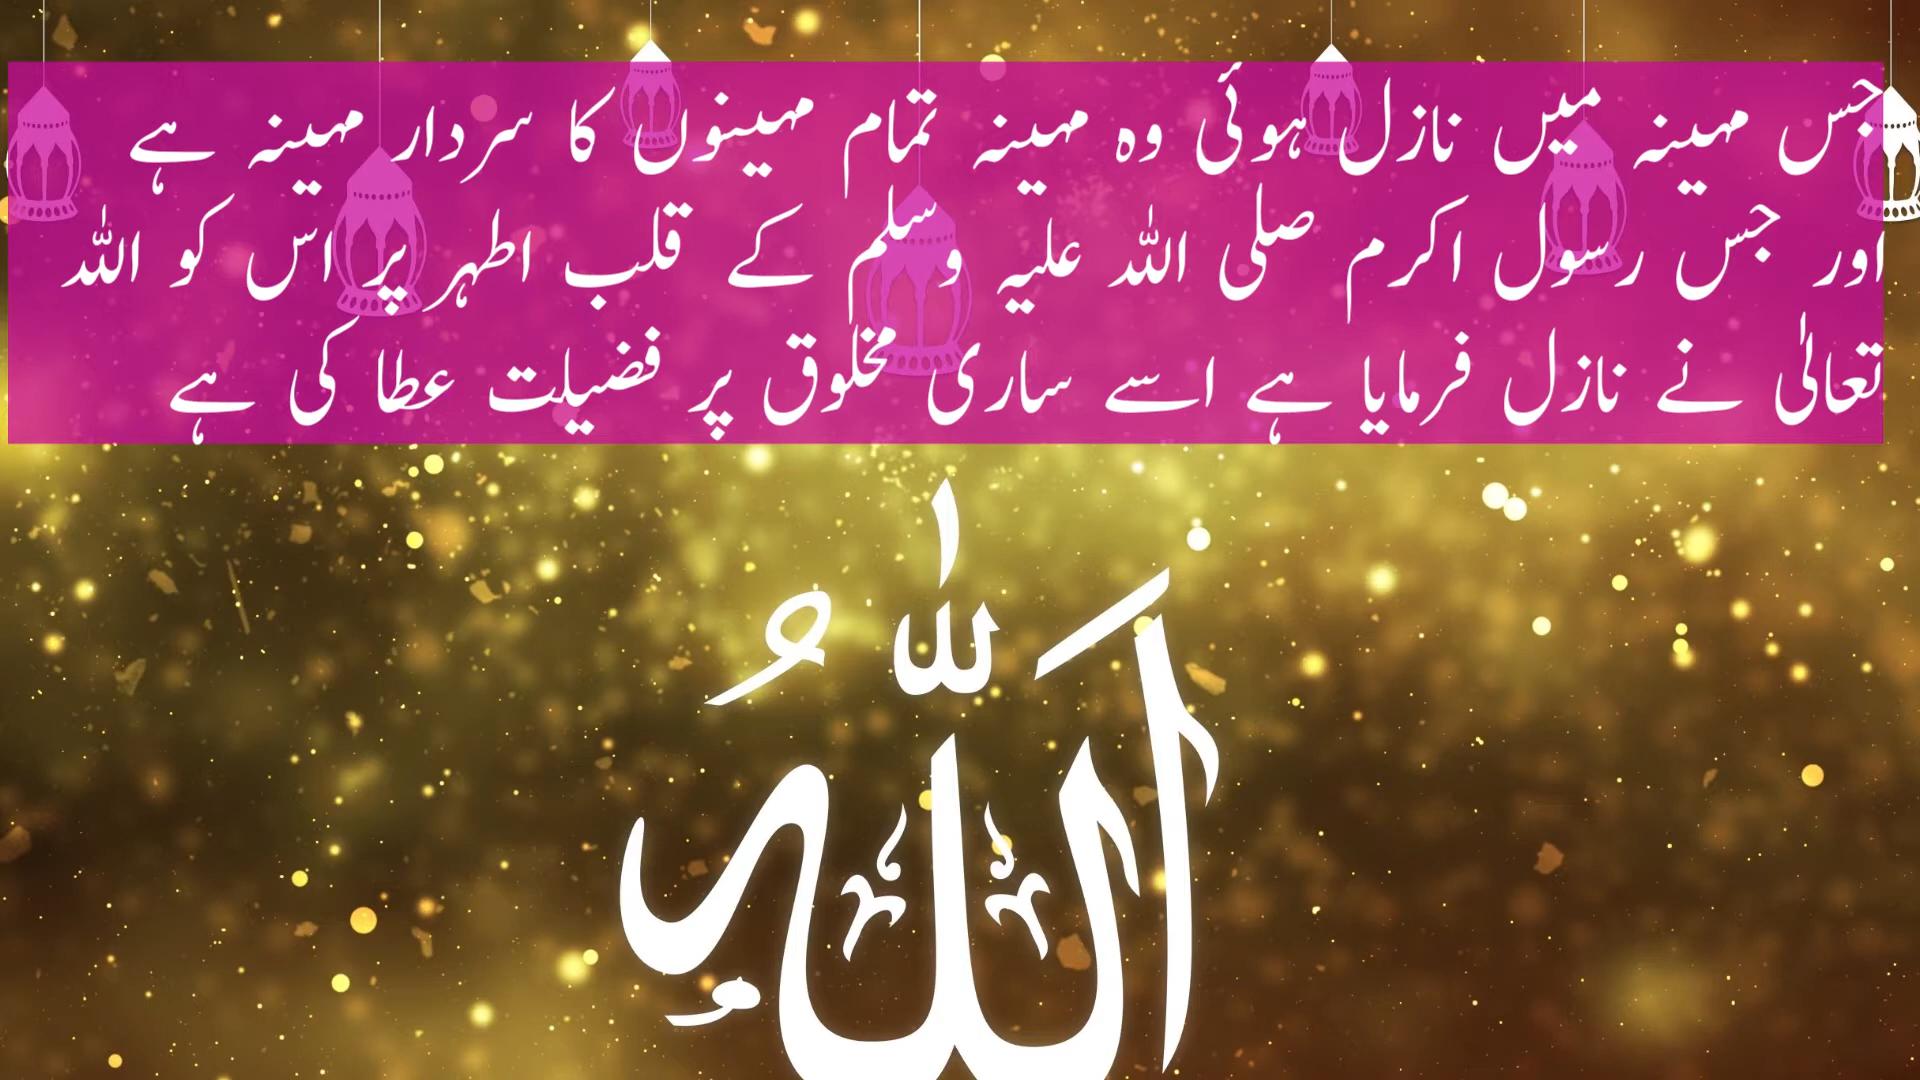 جس مہینہ میں نازل ہوئی وہ مہینہ تمام مہینوں کا سردار مہینہ ہے
اور جس رسول اکرم صلی اللہ علیہ وسلم کے قلب اطہر پر اس کو اللہ
تعالٰی نے نازل فرمایا ہے اسے ساری مخلوق پر فضیلت عطا کی ہے
اللہ